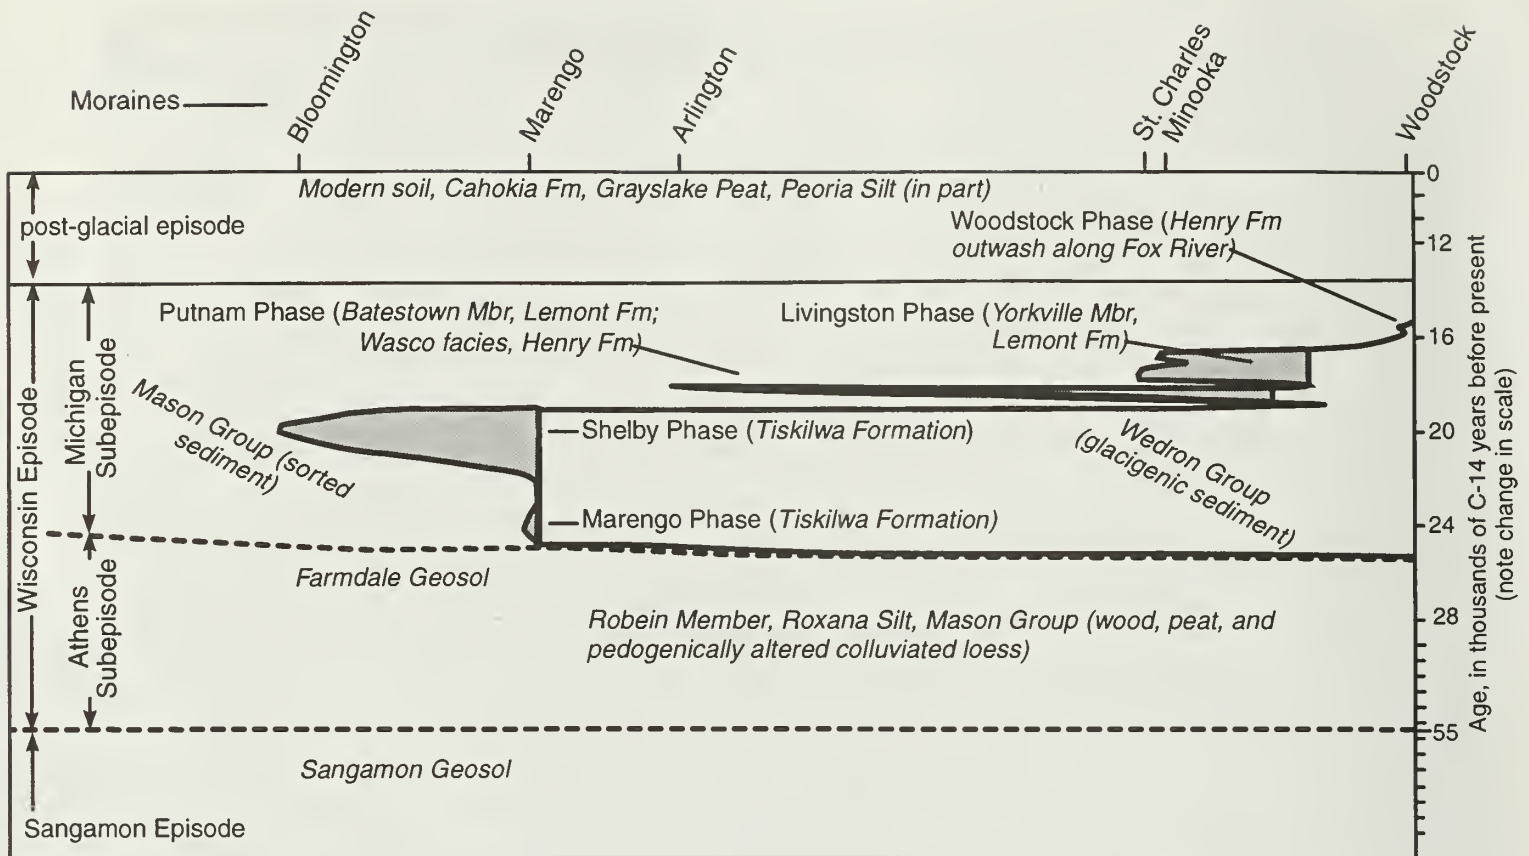 Moraines
Bloomington
Marengo
Arlington
St. Charles
Minooka
Woodstock
Modern soil, Cahokia Fm, Grayslake Peat, Peoria Silt (in part)
post-glacial episode
Woodstock Phase (Henry Fm
outwash along Fox River)
Putnam Phase (Batestown Mbr, Lemont Fm;
Wasco facies, Henry Fm)
Livingston Phase (Yorkville Mbr,
Lemont Fm)
Wisconsin Episode
Michigan
Subepisode
Mason Group (sorted
sediment)
Shelby Phase (Tiskilwa Formation)
Wedron Group
(glacigenic sediment)
Marengo Phase (Tiskilwa Formation)
Athens
Subepisode
Farmdale Geosol
Robein Member, Roxana Silt, Mason Group (wood, peat, and
pedogenically altered colluviated loess)
Sangamon Geosol
Sangamon Episode
0
12
16
20
24
28
55
Age, in thousands of C-14 years before present
(note change in scale)